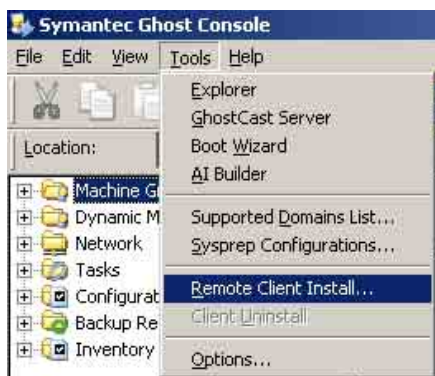 Symantec Ghost Console
File Edit View Tools Help
Explorer
GhostCast Server
Boot Wizard
AI Builder
Location:
Machine G
Dynamic M
Supported Domains List...
Network
Sysprep Configurations...
Tasks
Configurat
Remote Client Install...
Backup Re
Client Uninstall
Inventory
Options...